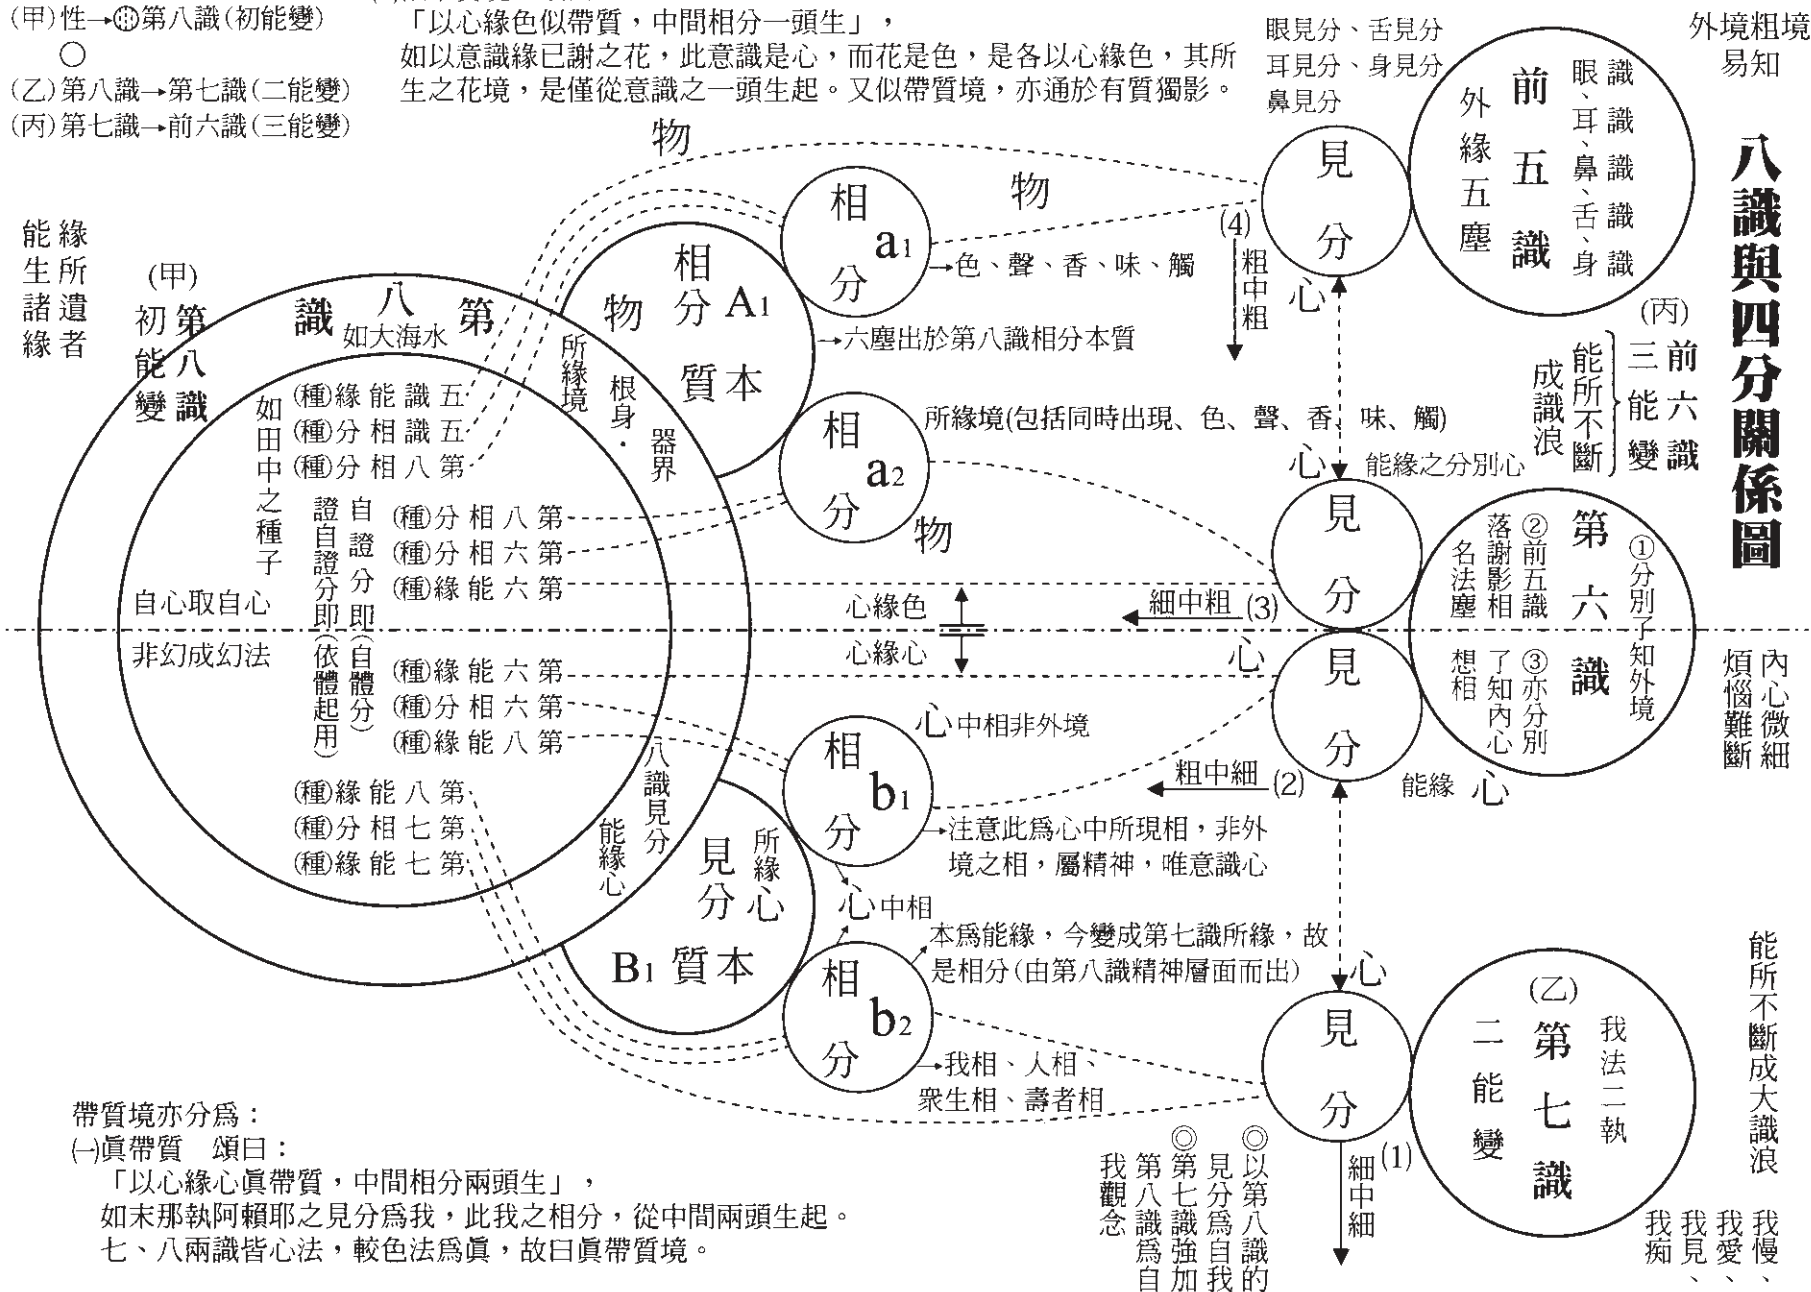 八識與四分關係圖
外境粗境
易知
(甲)性→第八識(初能變)
(乙)第八識→第七識(二能變)
(丙)第七識→前六識(三能變)
「以心緣色似帶質，中間相分一頭生」，
如以意識緣已謝之花，此意識是心，而花是色，是各以心緣色，其所
生之花境，是僅從意識之一頭生起。又似帶質境，亦通於有質獨影。
眼見分、舌見分
耳見分、身見分
鼻見分
前五識
眼、耳、鼻、舌、身
識識識識識
外緣五塵
見分
心
物
物
(4)
粗中粗
相分
a1
→色、聲、香、味、觸
相分 A1
本質
物
→六塵出於第八識相分本質
相分
a2
所緣境(包括同時出現、色、聲、香、味、觸)
物
緣所遺者
能生諸緣
(甲)
第八識
初能變
第八識
如大海水
所緣境
根身·
器界
如田中之種子
五識能緣(種)
五識相分(種)
第八相分(種)
第八相分(種)
第六相分(種)
第六能緣(種)
自證分即(自體分)
證自證分即(依體起用)
自心取自心
非幻成幻法
第六能緣(種)
第六相分(種)
第八能緣(種)
第八能緣(種)
第七相分(種)
第七能緣(種)
八識見分
能緣心
(丙)
前六識
三能變
能所不斷
成識浪
心
能緣之分別心
見分
第六識
①分別了知外境
②前五識
落謝影相
名法塵
③亦分別
了知內心
想相
心緣色
心緣心
細中粗
(3)
心
見分
能緣 心
粗中細
(2)
內心微細
煩惱難斷
心中相非外境
相分
b1
→注意此爲心中所現相，非外
境之相，屬精神，唯意識心
所緣心
見分
B1
本質
心中相
相分
b2
本爲能緣，今變成第七識所緣，故
是相分(由第八識精神層面而出)
→我相、人相、
衆生相、壽者相
心
見分
(乙)
第七識
二能變
我法二執
(1)
細中細
◎以第八識的
見分爲自我
◎第七識強加
第八識爲自
我觀念
能所不斷成大識浪
我慢、
我愛、
我見、
我痴
帶質境亦分爲：
㈠眞帶質　頌曰：
「以心緣心眞帶質，中間相分兩頭生」，
如末那執阿賴耶之見分爲我，此我之相分，從中間兩頭生起。
七、八兩識皆心法，較色法爲眞，故曰眞帶質境。